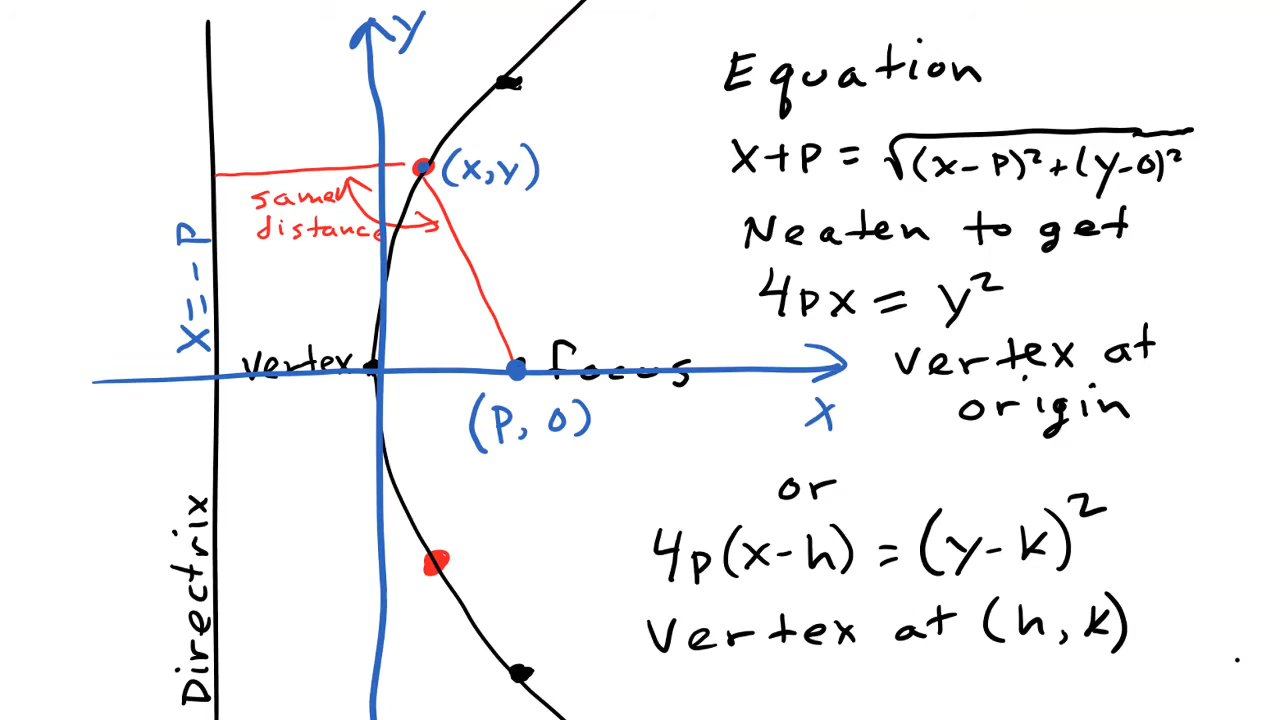 y
(x,y)
same
distance
x = -p
vertex
focus
(p, 0)
x
Directrix
Equation
x+p = √(x-p)²+(y-0)²
Neaten to get
4px = y²
vertex at
origin
or
4p(x-h) = (y-k)²
Vertex at (h,k)